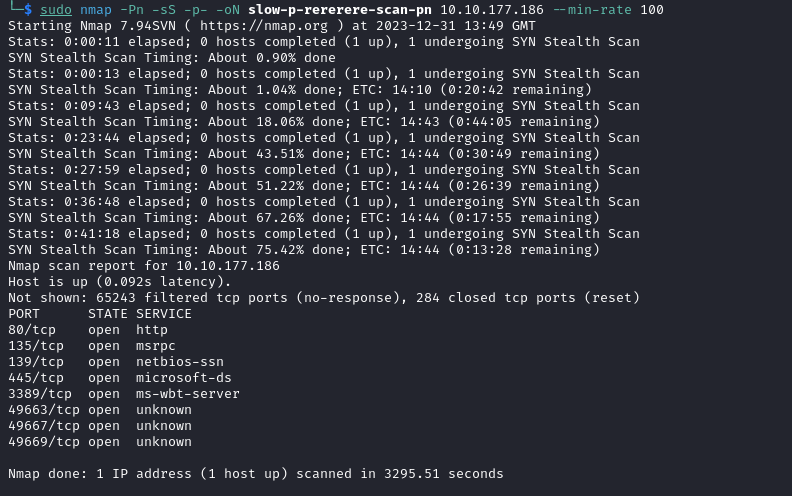 └─$ sudo nmap -Pn -sS -p- -oN slow-p-rererere-scan-pn 10.10.177.186 --min-rate 100
Starting Nmap 7.94SVN ( https://nmap.org ) at 2023-12-31 13:49 GMT
Stats: 0:00:11 elapsed; 0 hosts completed (1 up), 1 undergoing SYN Stealth Scan
SYN Stealth Scan Timing: About 0.90% done
Stats: 0:00:13 elapsed; 0 hosts completed (1 up), 1 undergoing SYN Stealth Scan
SYN Stealth Scan Timing: About 1.04% done; ETC: 14:10 (0:20:42 remaining)
Stats: 0:09:43 elapsed; 0 hosts completed (1 up), 1 undergoing SYN Stealth Scan
SYN Stealth Scan Timing: About 18.06% done; ETC: 14:43 (0:44:05 remaining)
Stats: 0:23:44 elapsed; 0 hosts completed (1 up), 1 undergoing SYN Stealth Scan
SYN Stealth Scan Timing: About 43.51% done; ETC: 14:44 (0:30:49 remaining)
Stats: 0:27:59 elapsed; 0 hosts completed (1 up), 1 undergoing SYN Stealth Scan
SYN Stealth Scan Timing: About 51.22% done; ETC: 14:44 (0:26:39 remaining)
Stats: 0:36:48 elapsed; 0 hosts completed (1 up), 1 undergoing SYN Stealth Scan
SYN Stealth Scan Timing: About 67.26% done; ETC: 14:44 (0:17:55 remaining)
Stats: 0:41:18 elapsed; 0 hosts completed (1 up), 1 undergoing SYN Stealth Scan
SYN Stealth Scan Timing: About 75.42% done; ETC: 14:44 (0:13:28 remaining)
Nmap scan report for 10.10.177.186
Host is up (0.092s latency).
Not shown: 65243 filtered tcp ports (no-response), 284 closed tcp ports (reset)
PORT      STATE SERVICE
80/tcp    open  http
135/tcp   open  msrpc
139/tcp   open  netbios-ssn
445/tcp   open  microsoft-ds
3389/tcp  open  ms-wbt-server
49663/tcp open  unknown
49667/tcp open  unknown
49669/tcp open  unknown
Nmap done: 1 IP address (1 host up) scanned in 3295.51 seconds